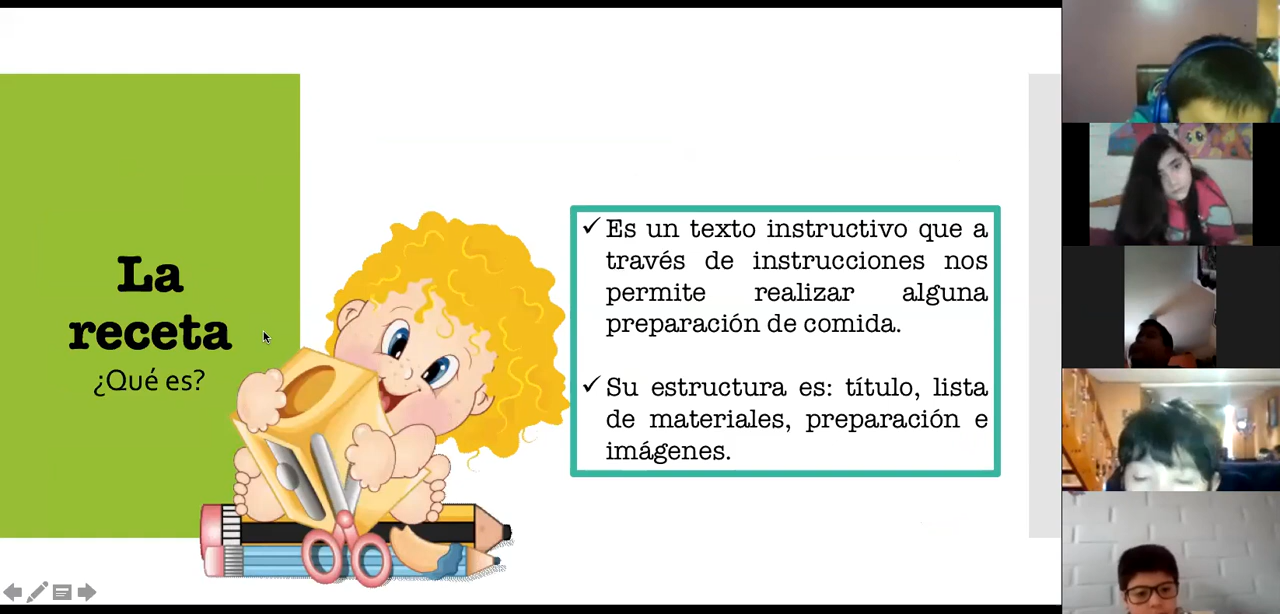 La
receta
¿Qué es?
✓ Es un texto instructivo que a
través de instrucciones nos
permite realizar alguna
preparación de comida.
✓ Su estructura es: título, lista
de materiales, preparación e
imágenes.